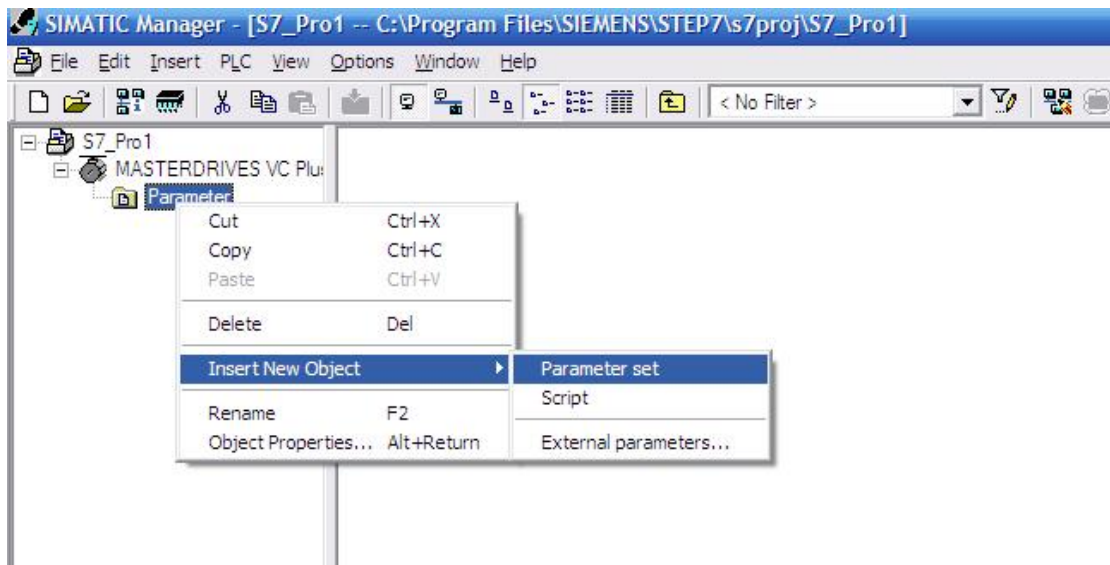 SIMATIC Manager - [S7_Pro1 -- C:\Program Files\SIEMENS\STEP7\s7proj\S7_Pro1]
File Edit Insert PLC View Options Window Help
< No Filter >
S7_Pro1
MASTERDRIVES VC Plu
Parameter
Cut Ctrl+X
Copy Ctrl+C
Paste Ctrl+V
Delete Del
Insert New Object
Parameter set
Script
Rename F2
Object Properties... Alt+Return
External parameters...